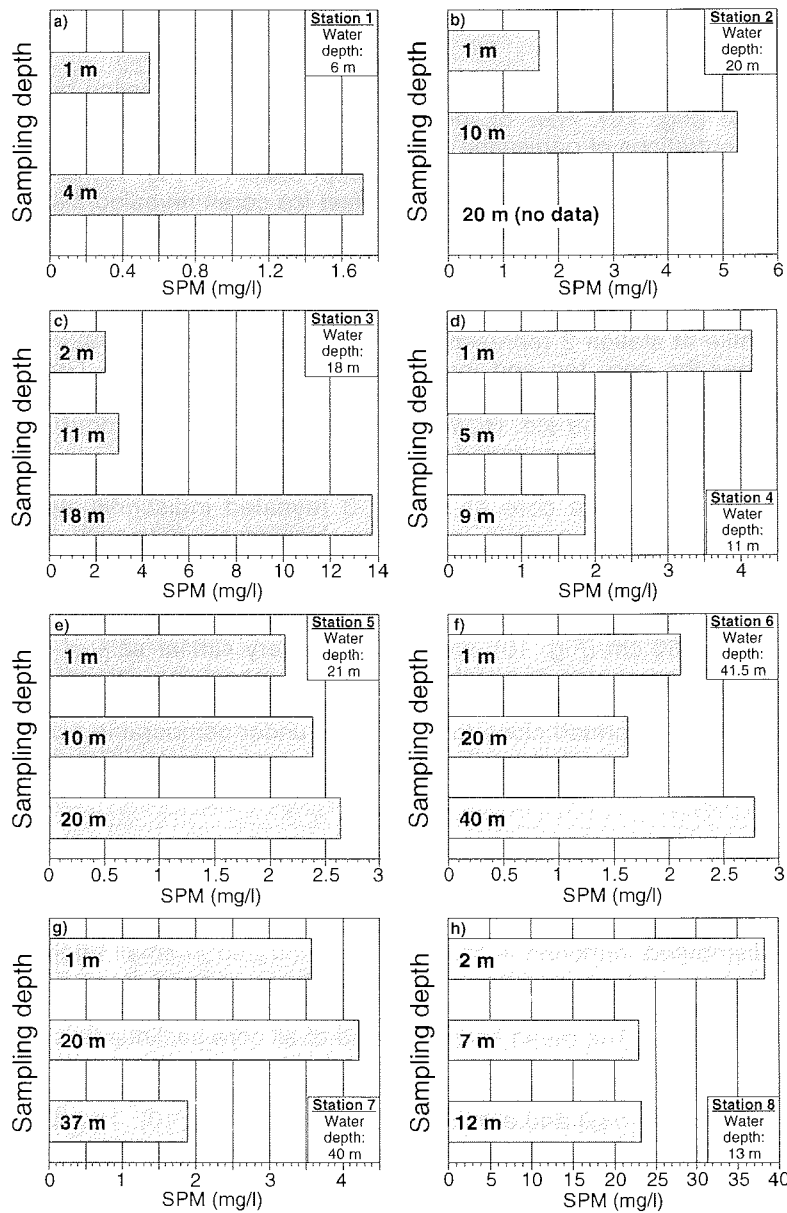 a)
Station 1
Water
depth:
6 m
Sampling depth
1 m
4 m
0 0.4 0.8 1.2 1.6
SPM (mg/l)
b)
Station 2
Water
depth:
20 m
Sampling depth
1 m
10 m
20 m (no data)
0 1 2 3 4 5 6
SPM (mg/l)
c)
Station 3
Water
depth:
18 m
Sampling depth
2 m
11 m
18 m
0 2 4 6 8 10 12 14
SPM (mg/l)
d)
Sampling depth
1 m
5 m
9 m
Station 4
Water
depth:
11 m
0 1 2 3 4
SPM (mg/l)
e)
Station 5
Water
depth:
21 m
Sampling depth
1 m
10 m
20 m
0 0.5 1 1.5 2 2.5 3
SPM (mg/l)
f)
Station 6
Water
depth:
41.5 m
Sampling depth
1 m
20 m
40 m
0 0.5 1 1.5 2 2.5 3
SPM (mg/l)
g)
Sampling depth
1 m
20 m
37 m
Station 7
Water
depth:
40 m
0 1 2 3 4
SPM (mg/l)
h)
Sampling depth
2 m
7 m
12 m
Station 8
Water
depth:
13 m
0 5 10 15 20 25 30 35 40
SPM (mg/l)